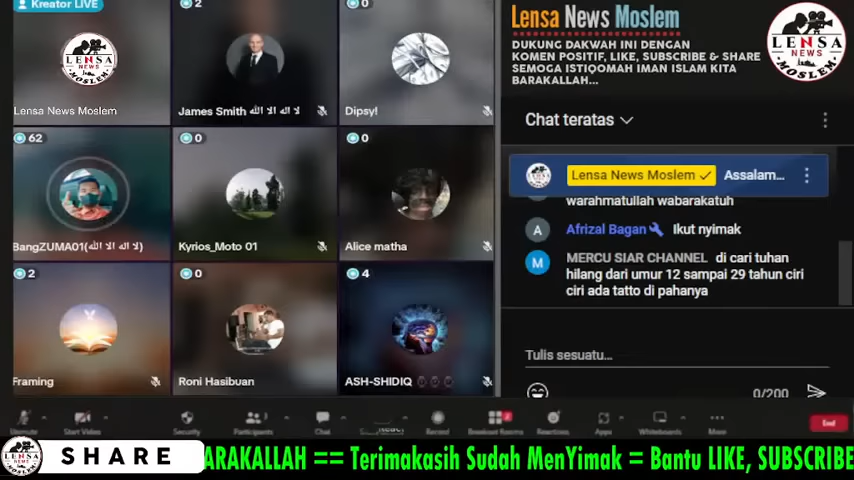 Kreator LIVE
2
0
Lensa News Moslem
James Smith لا اله الا الله
Dipsy!
62
0
0
BangZUMA01(لا اله الا الله)
Kyrios_Moto 01
Alice matha
2
0
4
Framing
Roni Hasibuan
ASH-SHIDIQ
Lensa News Moslem
DUKUNG DAKWAH INI DENGAN
KOMEN POSITIF, LIKE, SUBSCRIBE & SHARE
SEMOGA ISTIQOMAH IMAN ISLAM KITA
BARAKALLAH...
LENSA
NEWS
MOSLEM
Chat teratas
Lensa News Moslem Assalam...
warahmatullah wabarakatuh
Afrizal Bagan Ikut nyimak
MERCU SIAR CHANNEL di cari tuhan
hilang dari umur 12 sampai 29 tahun ciri
ciri ada tatto di pahanya
Tulis sesuatu...
0/200
Unmute
Start Video
Security
Participants
Chat
Record
Breakout Rooms
Reactions
Apps
Whiteboards
More
End
SHARE
ARAKALLAH == Terimakasih Sudah MenYimak = Bantu LIKE, SUBSCRIBE